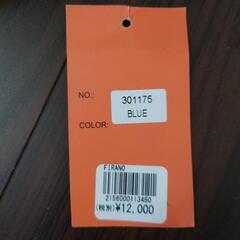 NO.: 301175
BLUE
COLOR:
FIRANO
2156000113450
(税別)¥12,000